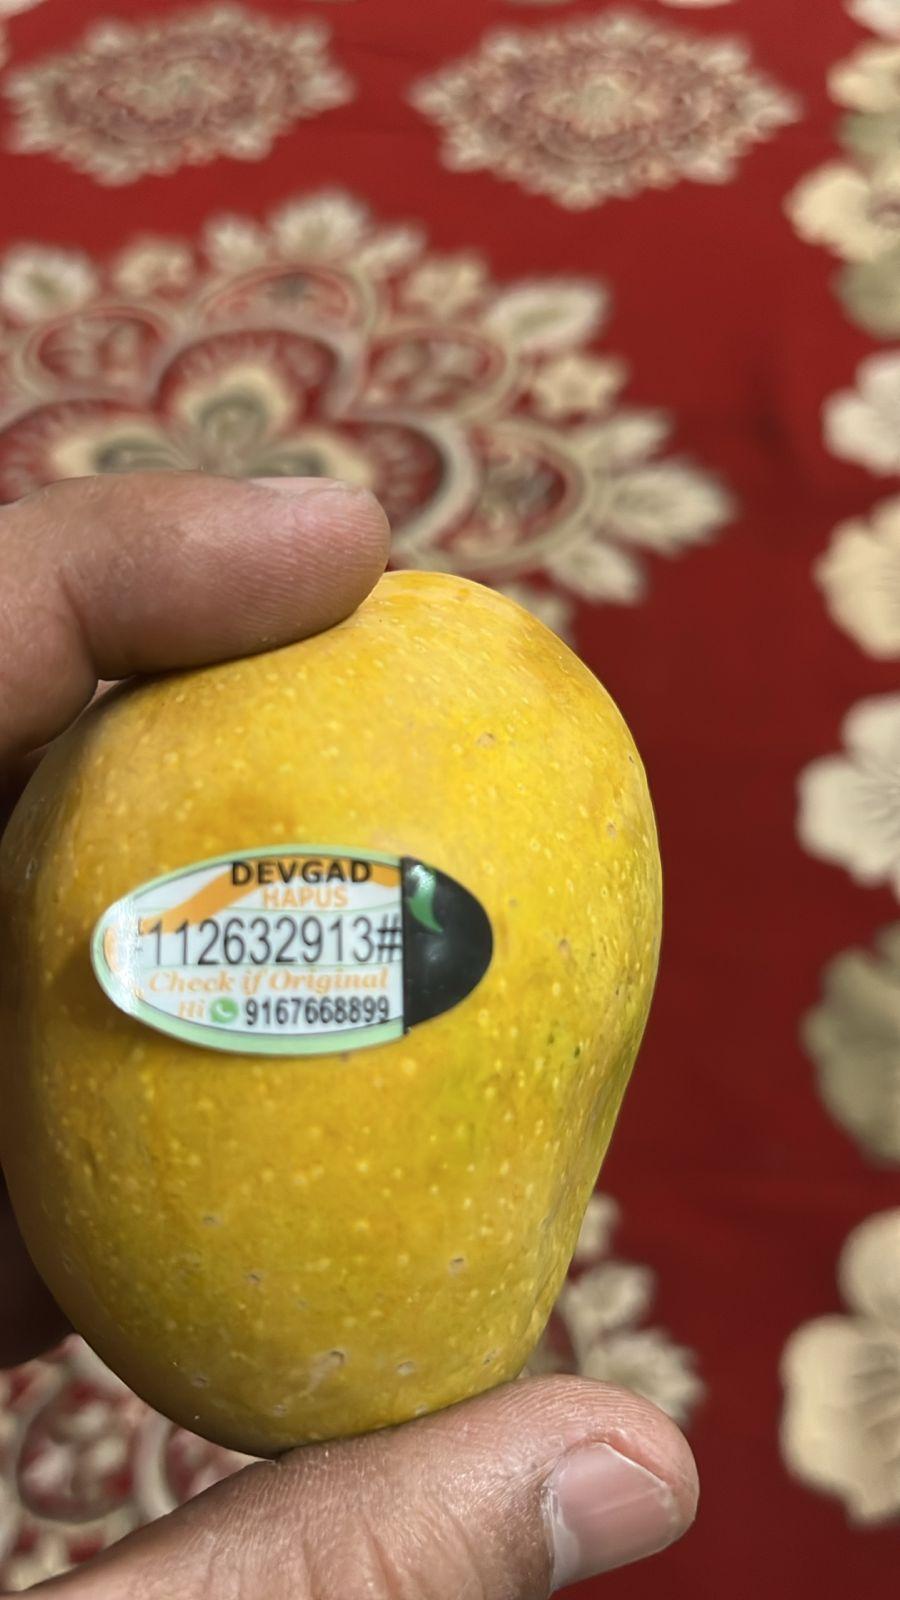 DEVGAD
HAPUS
*112632913#
Check if Original
Hi 9167668899